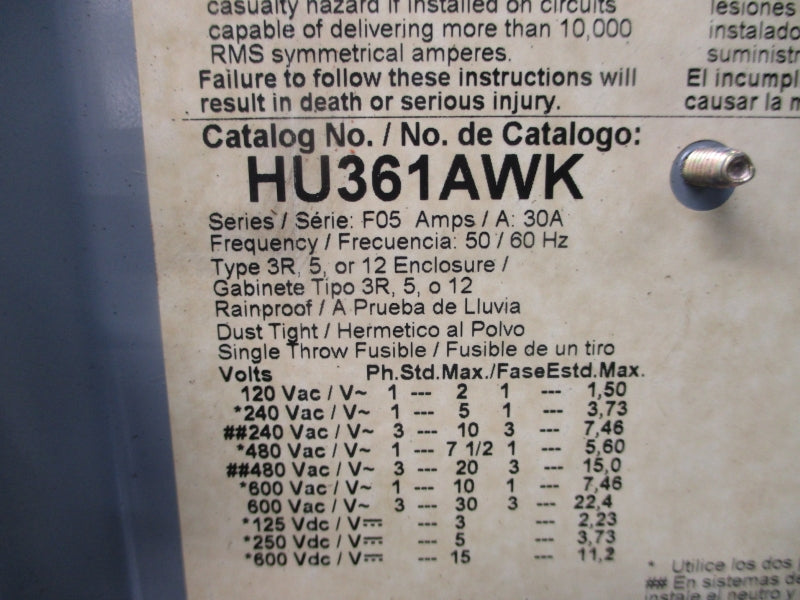 casualty hazard if installed on circuits
capable of delivering more than 10,000
RMS symmetrical amperes.
Failure to follow these instructions will
result in death or serious injury.
lesiones
instalado
El incumpl
causar la
Catalog No. / No. de Catalogo:
HU361AWK
Series / Série: F05 Amps / A: 30A
Frequency / Frecuencia: 50 / 60 Hz
Type 3R, 5, or 12 Enclosure /
Gabinete Tipo 3R, 5, o 12
Rainproof / A Prueba de Lluvia
Dust Tight / Hermetico al Polvo
Single Throw Fusible / Fusible de un tiro
Volts Ph.Std.Max./FaseEstd.Max.
120 Vac / V~ 1 --- 2 1 --- 1,50
*240 Vac / V~ 1 --- 5 1 --- 3,73
##240 Vac / V~ 3 --- 10 3 --- 7,46
*480 Vac / V~ 1 --- 7 1/2 1 --- 5,60
##480 Vac / V~ 3 --- 20 3 --- 15,0
*600 Vac / V~ 1 --- 10 1 --- 7,46
600 Vac / V~ 3 --- 30 3 --- 22,4
*125 Vdc / V⎓ --- 3 --- 2,23
*250 Vdc / V⎓ --- 5 --- 3,73
*600 Vdc / V⎓ --- 15 --- 11,2
* Utilice los dos
## En sistemas de
instale el neutro y